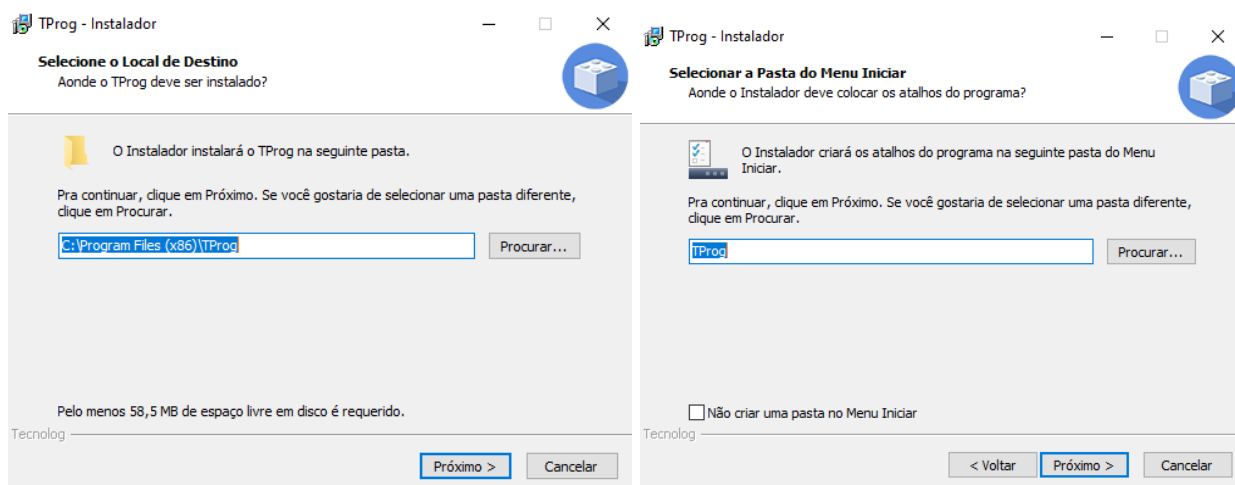 TProg - Instalador
Selecione o Local de Destino
Aonde o TProg deve ser instalado?
O Instalador instalará o TProg na seguinte pasta.
Pra continuar, clique em Próximo. Se você gostaria de selecionar uma pasta diferente,
clique em Procurar.
C:\Program Files (x86)\TProg
Procurar...
Pelo menos 58,5 MB de espaço livre em disco é requerido.
Tecnolog
Próximo >
Cancelar
TProg - Instalador
Selecionar a Pasta do Menu Iniciar
Aonde o Instalador deve colocar os atalhos do programa?
O Instalador criará os atalhos do programa na seguinte pasta do Menu
Iniciar.
Pra continuar, clique em Próximo. Se você gostaria de selecionar uma pasta diferente,
clique em Procurar.
TProg
Procurar...
Não criar uma pasta no Menu Iniciar
Tecnolog
< Voltar
Próximo >
Cancelar